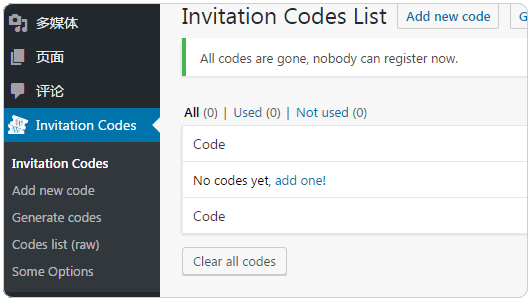 多媒体
页面
评论
Invitation Codes
Invitation Codes
Add new code
Generate codes
Codes list (raw)
Some Options
Invitation Codes List
Add new code
G
All codes are gone, nobody can register now.
All (0) | Used (0) | Not used (0)
Code
No codes yet, add one!
Code
Clear all codes